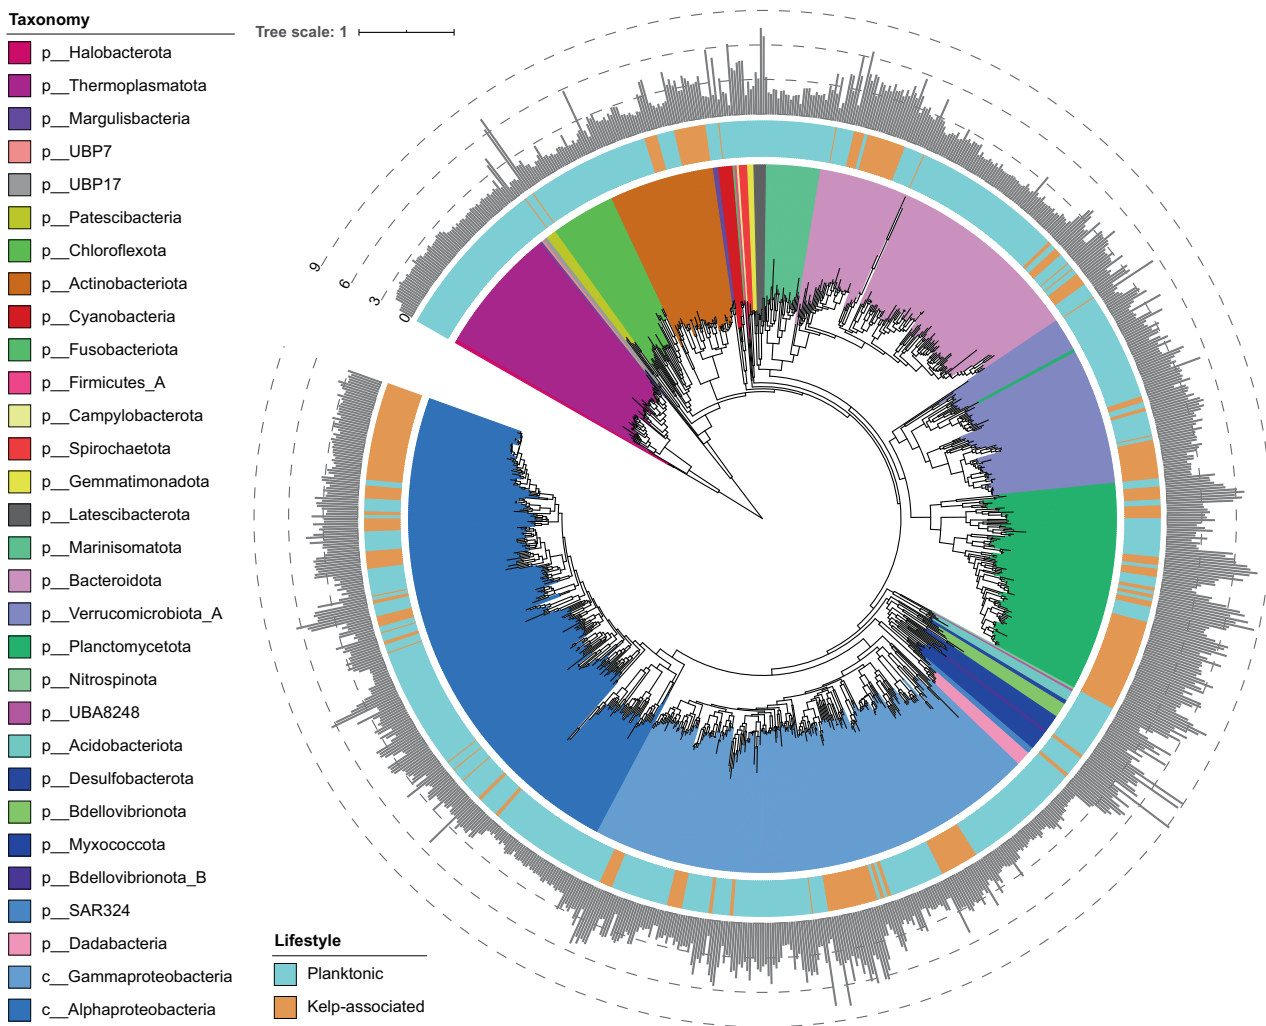 Taxonomy
p__Halobacterota
p__Thermoplasmatota
p__Margulisbacteria
p__UBP7
p__UBP17
p__Patescibacteria
p__Chloroflexota
p__Actinobacteriota
p__Cyanobacteria
p__Fusobacteriota
p__Firmicutes_A
p__Campylobacterota
p__Spirochaetota
p__Gemmatimonadota
p__Latescibacterota
p__Marinisomatota
p__Bacteroidota
p__Verrucomicrobiota_A
p__Planctomycetota
p__Nitrospinota
p__UBA8248
p__Acidobacteriota
p__Desulfobacterota
p__Bdellovibrionota
p__Myxococcota
p__Bdellovibrionota_B
p__SAR324
p__Dadabacteria
c__Gammaproteobacteria
c__Alphaproteobacteria
Tree scale: 1
9
6
3
0
Lifestyle
Planktonic
Kelp-associated